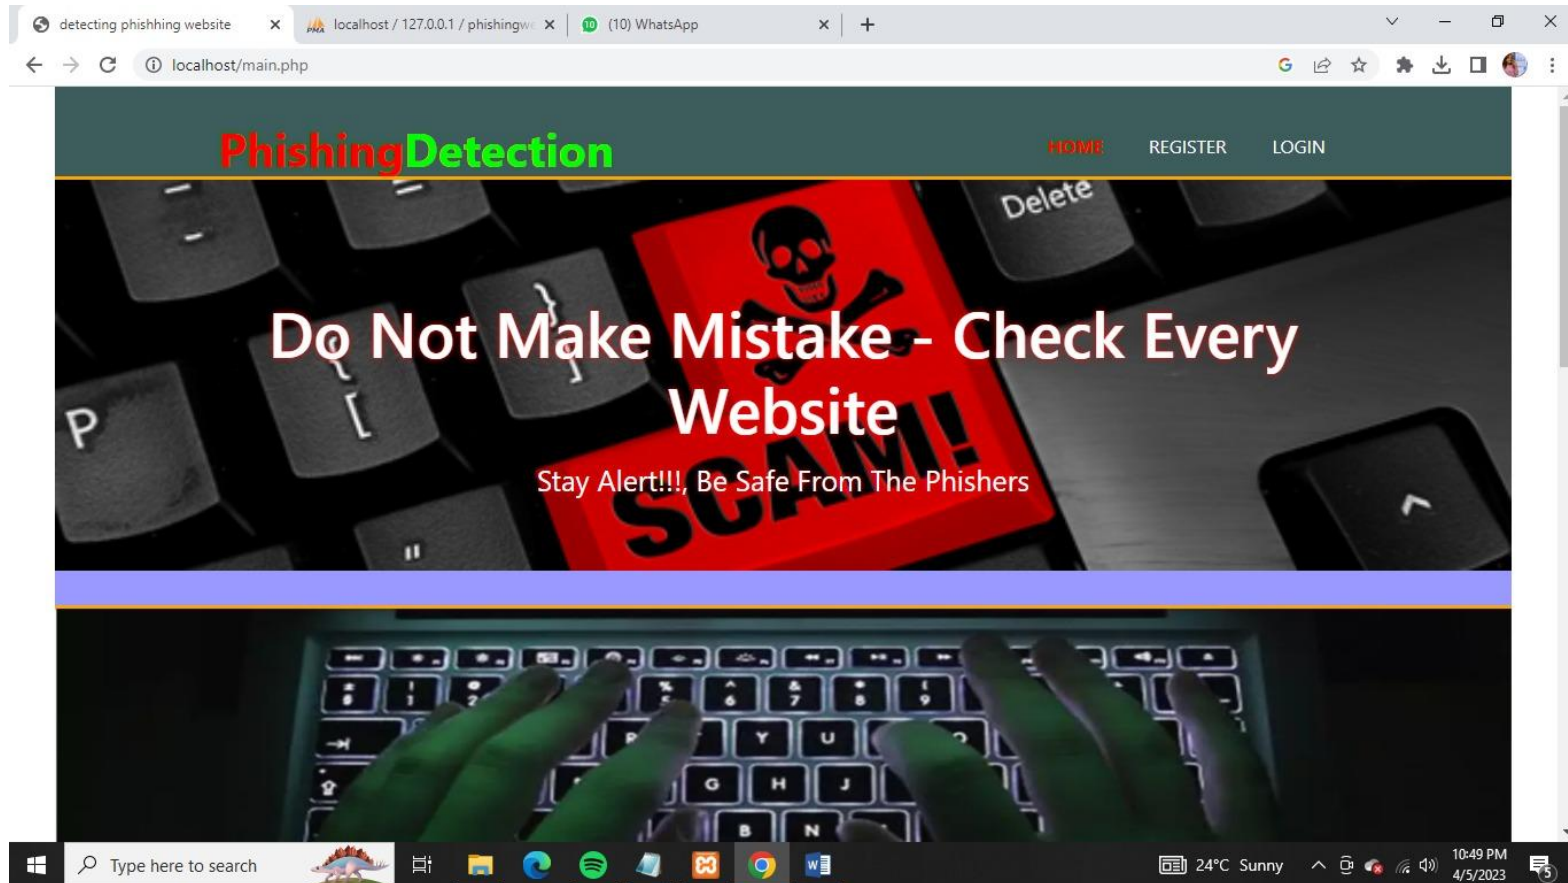 detecting phishhing website
localhost / 127.0.0.1 / phishingw
(10) WhatsApp
localhost/main.php
PhishingDetection
HOME
REGISTER
LOGIN
Delete
P
}
]
{
[
"
Do Not Make Mistake - Check Every
Website
SCAM!
Stay Alert!!!, Be Safe From The Phishers
R Y U
G H J
B N
Type here to search
24°C Sunny
10:49 PM
4/5/2023
5